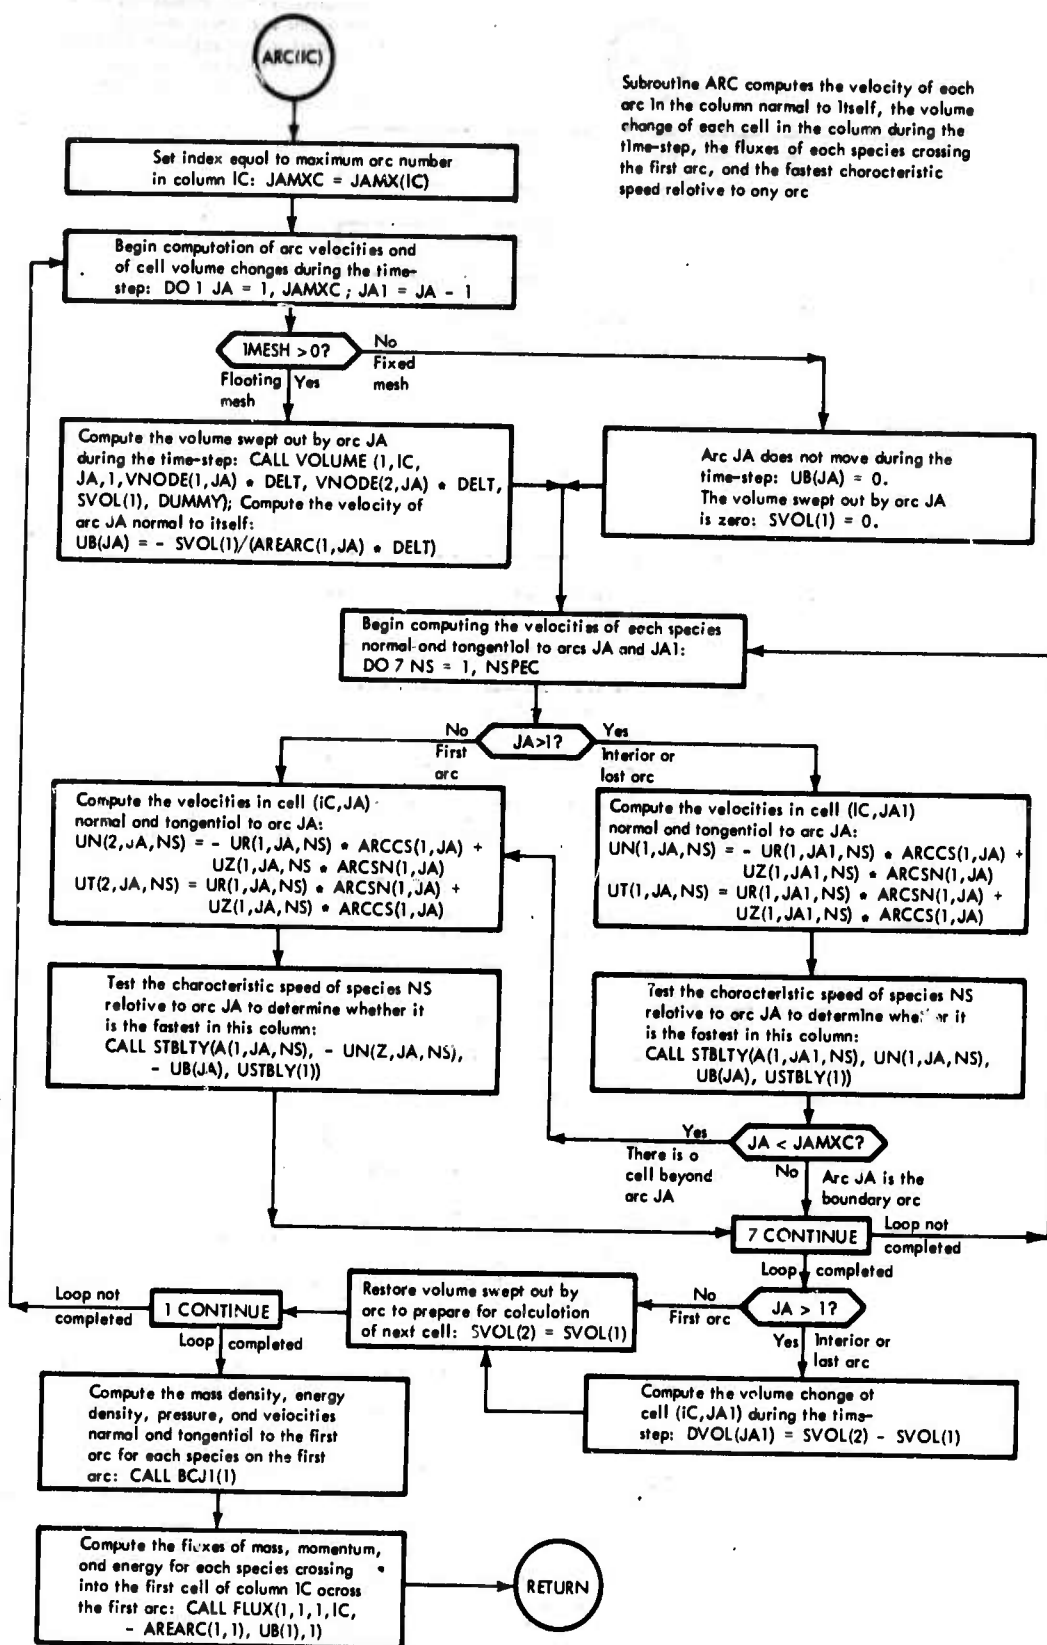 ARC(IC)
Subroutine ARC computes the velocity of each
arc in the column normal to itself, the volume
change of each cell in the column during the
time-step, the fluxes of each species crossing
the first arc, and the fastest characteristic
speed relative to any arc
Set index equal to maximum arc number
in column IC: JAMXC = JAMX(IC)
Begin computation of arc velocities and
of cell volume changes during the time-
step: DO 1 JA = 1, JAMXC; JA1 = JA - 1
IMESH > 0?
No
Fixed
mesh
Floating
mesh
Yes
Compute the volume swept out by arc JA
during the time-step: CALL VOLUME (1,IC,
JA,1,VNODE(1,JA) * DELT, VNODE(2,JA) * DELT,
SVOL(1), DUMMY); Compute the velocity of
arc JA normal to itself:
UB(JA) = - SVOL(1)/(AREARC(1,JA) * DELT)
Arc JA does not move during the
time-step: UB(JA) = 0.
The volume swept out by arc JA
is zero: SVOL(1) = 0.
Begin computing the velocities of each species
normal and tangential to arcs JA and JA1:
DO 7 NS = 1, NSPEC
JA>1?
No
First
arc
Yes
Interior or
last arc
Compute the velocities in cell (IC,JA)
normal and tangential to arc JA:
UN(2,JA,NS) = - UR(1,JA,NS) * ARCCS(1,JA) +
UZ(1,JA,NS * ARCSN(1,JA)
UT(2,JA,NS) = UR(1,JA,NS) * ARCSN(1,JA) +
UZ(1,JA,NS) * ARCCS(1,JA)
Compute the velocities in cell (IC,JA1)
normal and tangential to arc JA:
UN(1,JA,NS) = - UR(1,JA1,NS) * ARCCS(1,JA) +
UZ(1,JA1,NS) * ARCSN(1,JA)
UT(1,JA,NS) = UR(1,JA1,NS) * ARCSN(1,JA) +
UZ(1,JA1,NS) * ARCCS(1,JA)
Test the characteristic speed of species NS
relative to arc JA to determine whether it
is the fastest in this column:
CALL STBLTY(A(1,JA,NS), - UN(Z,JA,NS),
- UB(JA), USTBLY(1))
Test the characteristic speed of species NS
relative to arc JA to determine whether it
is the fastest in this column:
CALL STBLTY(A(1,JA1,NS), UN(1,JA,NS),
UB(JA), USTBLY(1))
JA < JAMXC?
Yes
There is a
cell beyond
arc JA
No
Arc JA is the
boundary arc
7 CONTINUE
Loop not
completed
Loop completed
JA > 1?
No
First arc
Yes
Interior or
last arc
Restore volume swept out by
arc to prepare for calculation
of next cell: SVOL(2) = SVOL(1)
Compute the volume change of
cell (IC,JA1) during the time-
step: DVOL(JA1) = SVOL(2) - SVOL(1)
1 CONTINUE
Loop not
completed
Loop completed
Compute the mass density, energy
density, pressure, and velocities
normal and tangential to the first
arc for each species on the first
arc: CALL BCJ1(1)
Compute the fluxes of mass, momentum,
and energy for each species crossing
into the first cell of column IC across
the first arc: CALL FLUX(1,1,1,IC,
- AREARC(1,1), UB(1),1)
RETURN